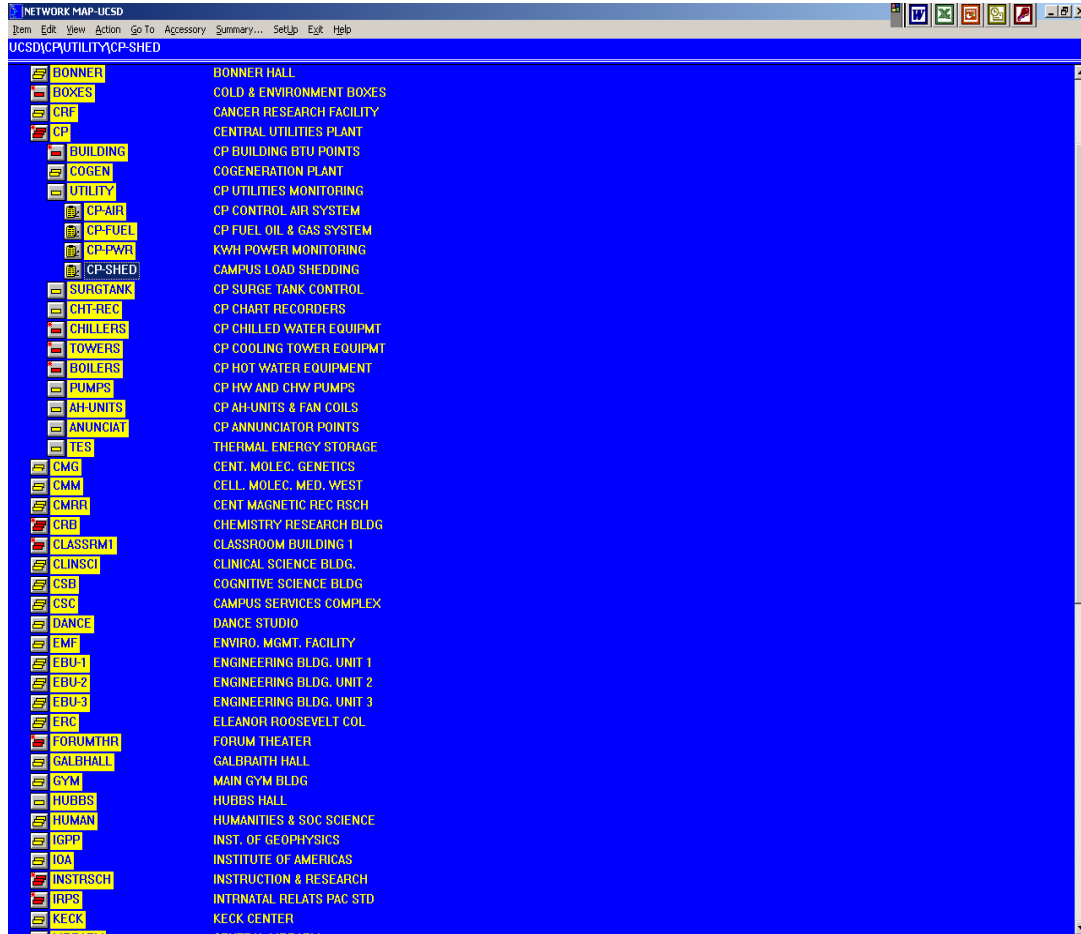 NETWORK MAP-UCSD
Item Edit View Action Go To Accessory Summary... SetUp Exit Help
UCSD\CP\UTILITY\CP-SHED
BONNER BONNER HALL
BOXES COLD & ENVIRONMENT BOXES
CRF CANCER RESEARCH FACILITY
CP CENTRAL UTILITIES PLANT
BUILDING CP BUILDING BTU POINTS
COGEN COGENERATION PLANT
UTILITY CP UTILITIES MONITORING
CP-AIR CP CONTROL AIR SYSTEM
CP-FUEL CP FUEL OIL & GAS SYSTEM
CP-PWR KWH POWER MONITORING
CP-SHED CAMPUS LOAD SHEDDING
SURGTANK CP SURGE TANK CONTROL
CHT-REC CP CHART RECORDERS
CHILLERS CP CHILLED WATER EQUIPMT
TOWERS CP COOLING TOWER EQUIPMT
BOILERS CP HOT WATER EQUIPMENT
PUMPS CP HW AND CHW PUMPS
AH-UNITS CP AH-UNITS & FAN COILS
ANUNCIAT CP ANNUNCIATOR POINTS
TES THERMAL ENERGY STORAGE
CMG CENT. MOLEC. GENETICS
CMM CELL. MOLEC. MED. WEST
CMRR CENT MAGNETIC REC RSCH
CRB CHEMISTRY RESEARCH BLDG
CLASSRM1 CLASSROOM BUILDING 1
CLINSCI CLINICAL SCIENCE BLDG.
CSB COGNITIVE SCIENCE BLDG
CSC CAMPUS SERVICES COMPLEX
DANCE DANCE STUDIO
EMF ENVIRO. MGMT. FACILITY
EBU-1 ENGINEERING BLDG. UNIT 1
EBU-2 ENGINEERING BLDG. UNIT 2
EBU-3 ENGINEERING BLDG. UNIT 3
ERC ELEANOR ROOSEVELT COL
FORUMTHR FORUM THEATER
GALBHALL GALBRAITH HALL
GYM MAIN GYM BLDG
HUBBS HUBBS HALL
HUMAN HUMANITIES & SOC SCIENCE
IGPP INST. OF GEOPHYSICS
IOA INSTITUTE OF AMERICAS
INSTRSCH INSTRUCTION & RESEARCH
IRPS INTRNATAL RELATS PAC STD
KECK KECK CENTER